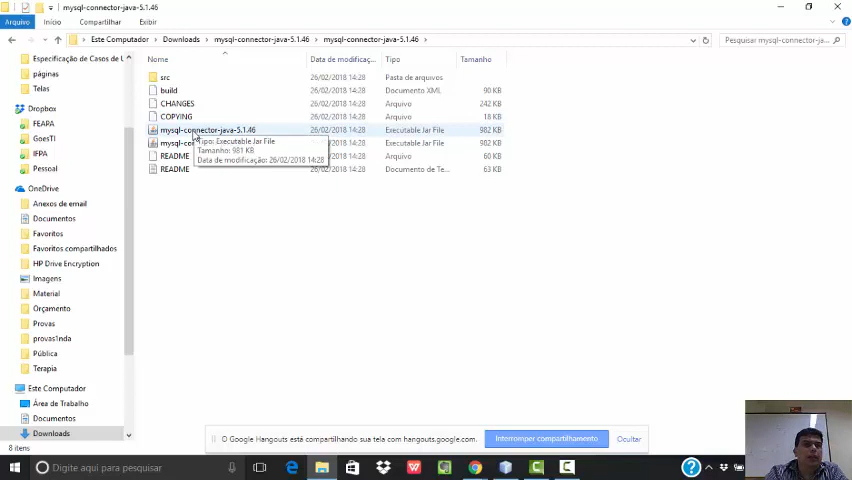 mysql-connector-java-5.1.46
Arquivo Início Compartilhar Exibir
Este Computador Downloads mysql-connector-java-5.1.46 mysql-connector-java-5.1.46
Pesquisar mysql-connector-ja...
Nome Data de modificaç... Tipo Tamanho
src 26/02/2018 14:28 Pasta de arquivos
build 26/02/2018 14:28 Documento XML 90 KB
CHANGES 26/02/2018 14:28 Arquivo 242 KB
COPYING 26/02/2018 14:28 Arquivo 18 KB
mysql-connector-java-5.1.46 26/02/2018 14:28 Executable Jar File 982 KB
mysql-con 14:28 Executable Jar File 982 KB
README 14:28 Arquivo 60 KB
README 26/02/2018 14:28 Documento de Te... 63 KB
Tipo: Executable Jar File
Tamanho: 981 KB
Data de modificação: 26/02/2018 14:28
Especificação de Casos de U
páginas
Telas
Dropbox
FEAPA
GoesTI
IFPA
Pessoal
OneDrive
Anexos de email
Documentos
Favoritos
Favoritos compartilhados
HP Drive Encryption
Imagens
Material
Orçamento
Provas
provas1nda
Pública
Terapia
Este Computador
Área de Trabalho
Documentos
Downloads
8 itens
O Google Hangouts está compartilhando sua tela com hangouts.google.com.
Interromper compartilhamento
Ocultar
Digite aqui para pesquisar